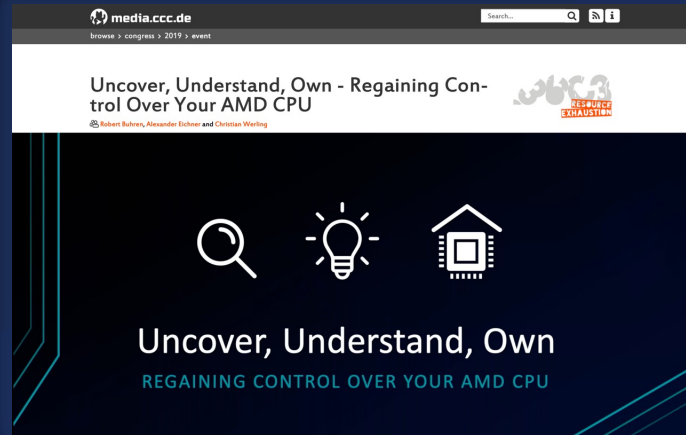 media.ccc.de
Search...
i
browse > congress > 2019 > event
Uncover, Understand, Own - Regaining Con-
trol Over Your AMD CPU
36C3
RESOURCE
EXHAUSTION
Robert Buhren, Alexander Eichner and Christian Werling
Uncover, Understand, Own
REGAINING CONTROL OVER YOUR AMD CPU